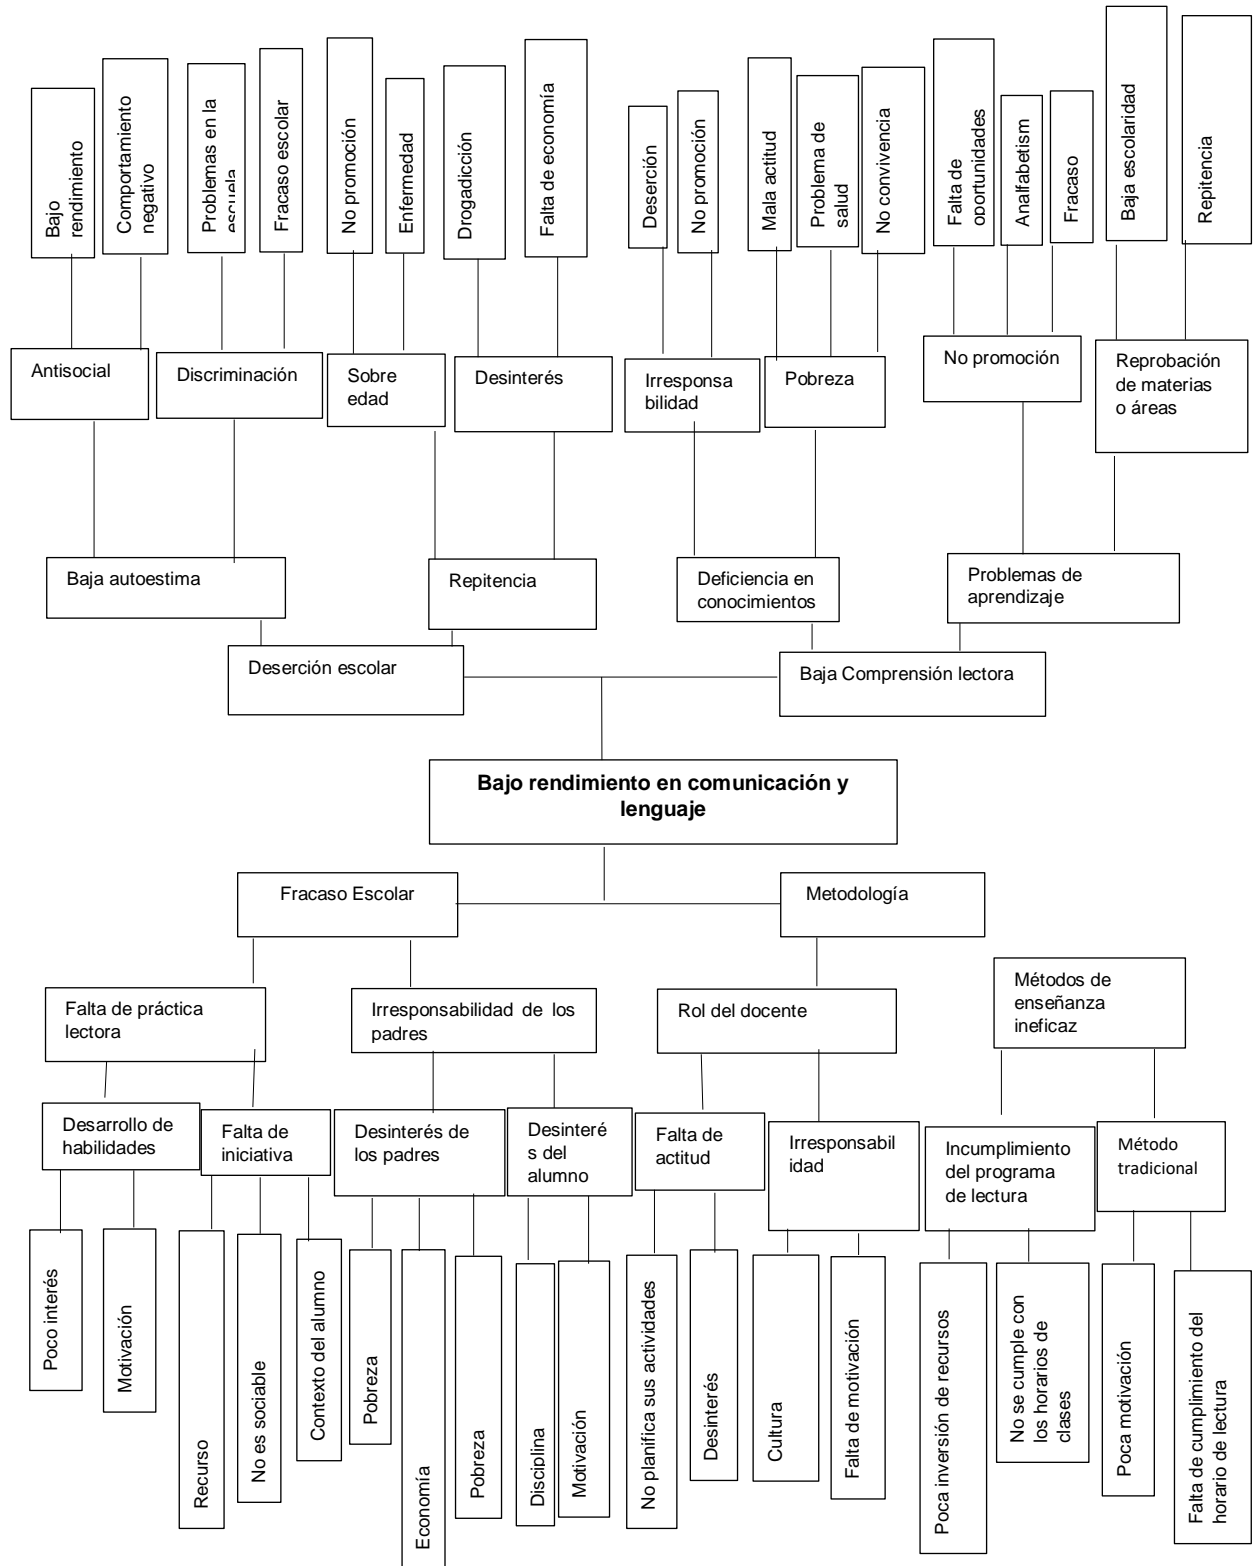 Bajo
rendimiento
Comportamiento
negativo
Problemas en la
escuela
Fracaso escolar
No promoción
Enfermedad
Drogadicción
Falta de economía
Deserción
No promoción
Mala actitud
Problema de
salud
No convivencia
Falta de
oportunidades
Analfabetism
Fracaso
Baja escolaridad
Repitencia
Antisocial
Discriminación
Sobre
edad
Desinterés
Irresponsa
bilidad
Pobreza
No promoción
Reprobación
de materias
o áreas
Baja autoestima
Repitencia
Deficiencia en
conocimientos
Problemas de
aprendizaje
Deserción escolar
Baja Comprensión lectora
Bajo rendimiento en comunicación y
lenguaje
Fracaso Escolar
Metodología
Falta de práctica
lectora
Irresponsabilidad de los
padres
Rol del docente
Métodos de
enseñanza
ineficaz
Desarrollo de
habilidades
Falta de
iniciativa
Desinterés de
los padres
Desinteré
s del
alumno
Falta de
actitud
Irresponsabil
idad
Incumplimiento
del programa
de lectura
Método
tradicional
Poco interés
Motivación
Recurso
No es sociable
Contexto del alumno
Pobreza
Economía
Pobreza
Disciplina
Motivación
No planifica sus actividades
Desinterés
Cultura
Falta de motivación
Poca inversión de recursos
No se cumple con
los horarios de
clases
Poca motivación
Falta de cumplimiento del
horario de lectura